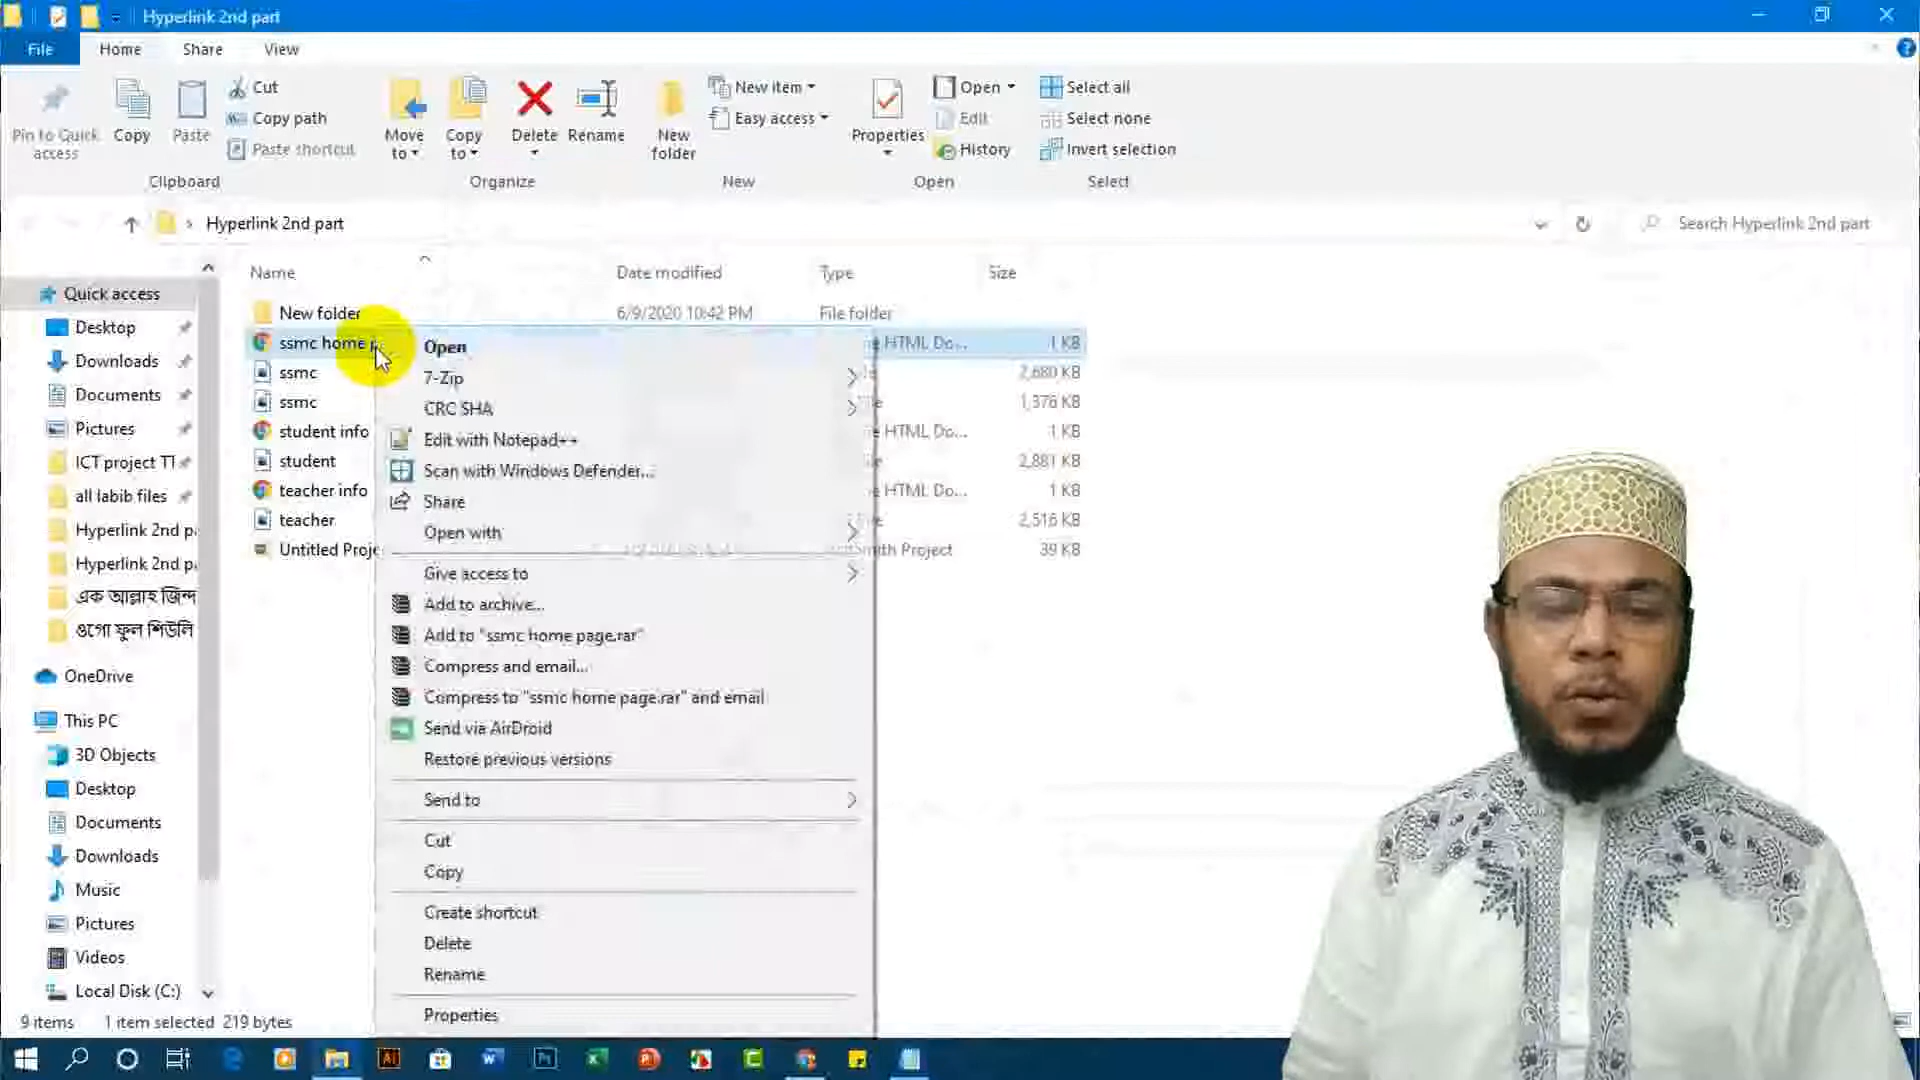 Hyperlink 2nd part
File Home Share View
Pin to Quick access
Copy
Paste
Cut
Copy path
Paste shortcut
Clipboard
Move to
Copy to
Delete
Rename
Organize
New folder
New item
Easy access
New
Properties
Open
Edit
History
Open
Select all
Select none
Invert selection
Select
Hyperlink 2nd part
Search Hyperlink 2nd part
Quick access
Desktop
Downloads
Documents
Pictures
ICT project TT
all labib files
Hyperlink 2nd pa
Hyperlink 2nd pa
এক আল্লাহ জিন্দ
ওগো ফুল শিউলি
OneDrive
This PC
3D Objects
Desktop
Documents
Downloads
Music
Pictures
Videos
Local Disk (C:)
Name Date modified Type Size
New folder 6/9/2020 10:42 PM File folder
ssmc home HTML Do... 1 KB
ssmc 2,680 KB
ssmc 1,376 KB
student info HTML Do... 1 KB
student 2,881 KB
teacher info HTML Do... 1 KB
teacher 2,516 KB
Untitled Proje Project 39 KB
Open
7-Zip
CRC SHA
Edit with Notepad++
Scan with Windows Defender...
Share
Open with
Give access to
Add to archive...
Add to "ssmc home page.rar"
Compress and email...
Compress to "ssmc home page.rar" and email
Send via AirDroid
Restore previous versions
Send to
Cut
Copy
Create shortcut
Delete
Rename
Properties
9 items 1 item selected 219 bytes